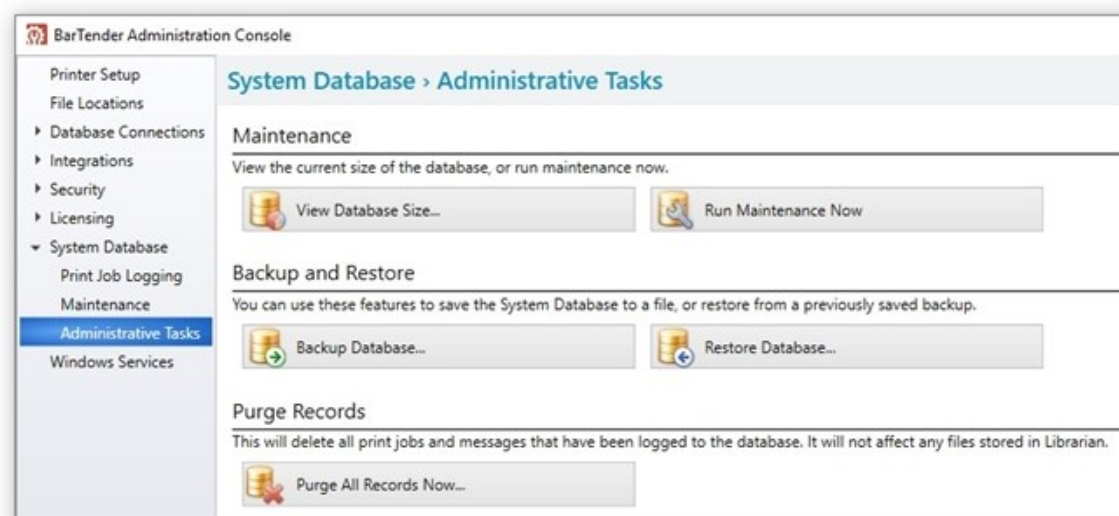 BarTender Administration Console
Printer Setup
File Locations
Database Connections
Integrations
Security
Licensing
System Database
Print Job Logging
Maintenance
Administrative Tasks
Windows Services
System Database › Administrative Tasks
Maintenance
View the current size of the database, or run maintenance now.
View Database Size...
Run Maintenance Now
Backup and Restore
You can use these features to save the System Database to a file, or restore from a previously saved backup.
Backup Database...
Restore Database...
Purge Records
This will delete all print jobs and messages that have been logged to the database. It will not affect any files stored in Librarian.
Purge All Records Now...